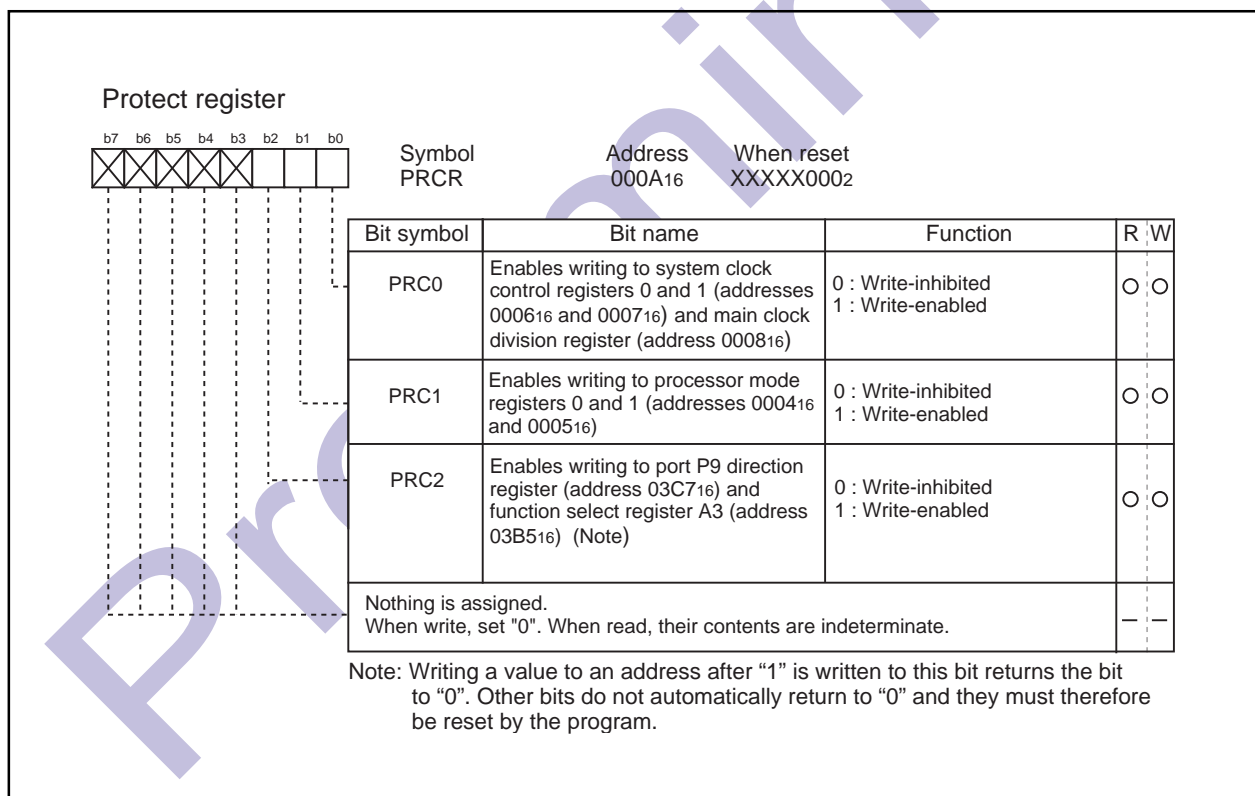 Protect register
b7 b6 b5 b4 b3 b2 b1 b0
Symbol Address When reset
PRCR 000A16 XXXXX0002
Bit symbol Bit name Function R W
PRC0
Enables writing to system clock
control registers 0 and 1 (addresses
000616 and 000716) and main clock
division register (address 000816)
0 : Write-inhibited
1 : Write-enabled
PRC1
Enables writing to processor mode
registers 0 and 1 (addresses 000416
and 000516)
0 : Write-inhibited
1 : Write-enabled
PRC2
Enables writing to port P9 direction
register (address 03C716) and
function select register A3 (address
03B516) (Note)
0 : Write-inhibited
1 : Write-enabled
Nothing is assigned.
When write, set "0". When read, their contents are indeterminate.
Note: Writing a value to an address after “1” is written to this bit returns the bit
to “0”. Other bits do not automatically return to “0” and they must therefore
be reset by the program.